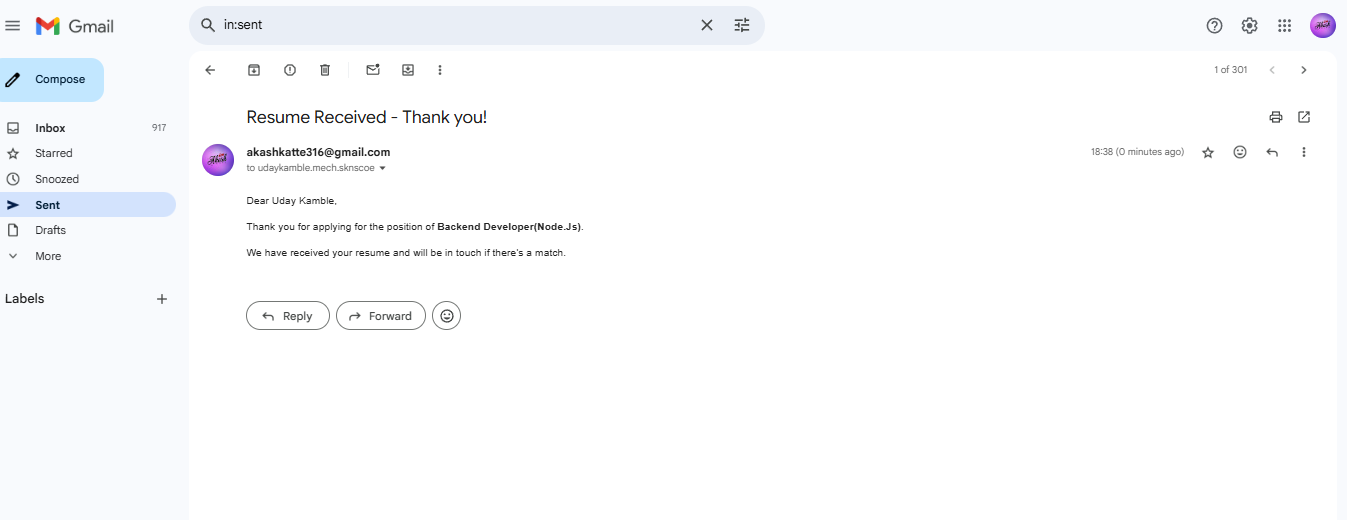 Gmail
in:sent
Compose
1 of 301
Inbox 917
Starred
Snoozed
Sent
Drafts
More
Labels
Resume Received - Thank you!
akashkatte316@gmail.com
18:38 (0 minutes ago)
to udaykamble.mech.sknscoe
Dear Uday Kamble,
Thank you for applying for the position of Backend Developer(Node.Js).
We have received your resume and will be in touch if there's a match.
Reply
Forward